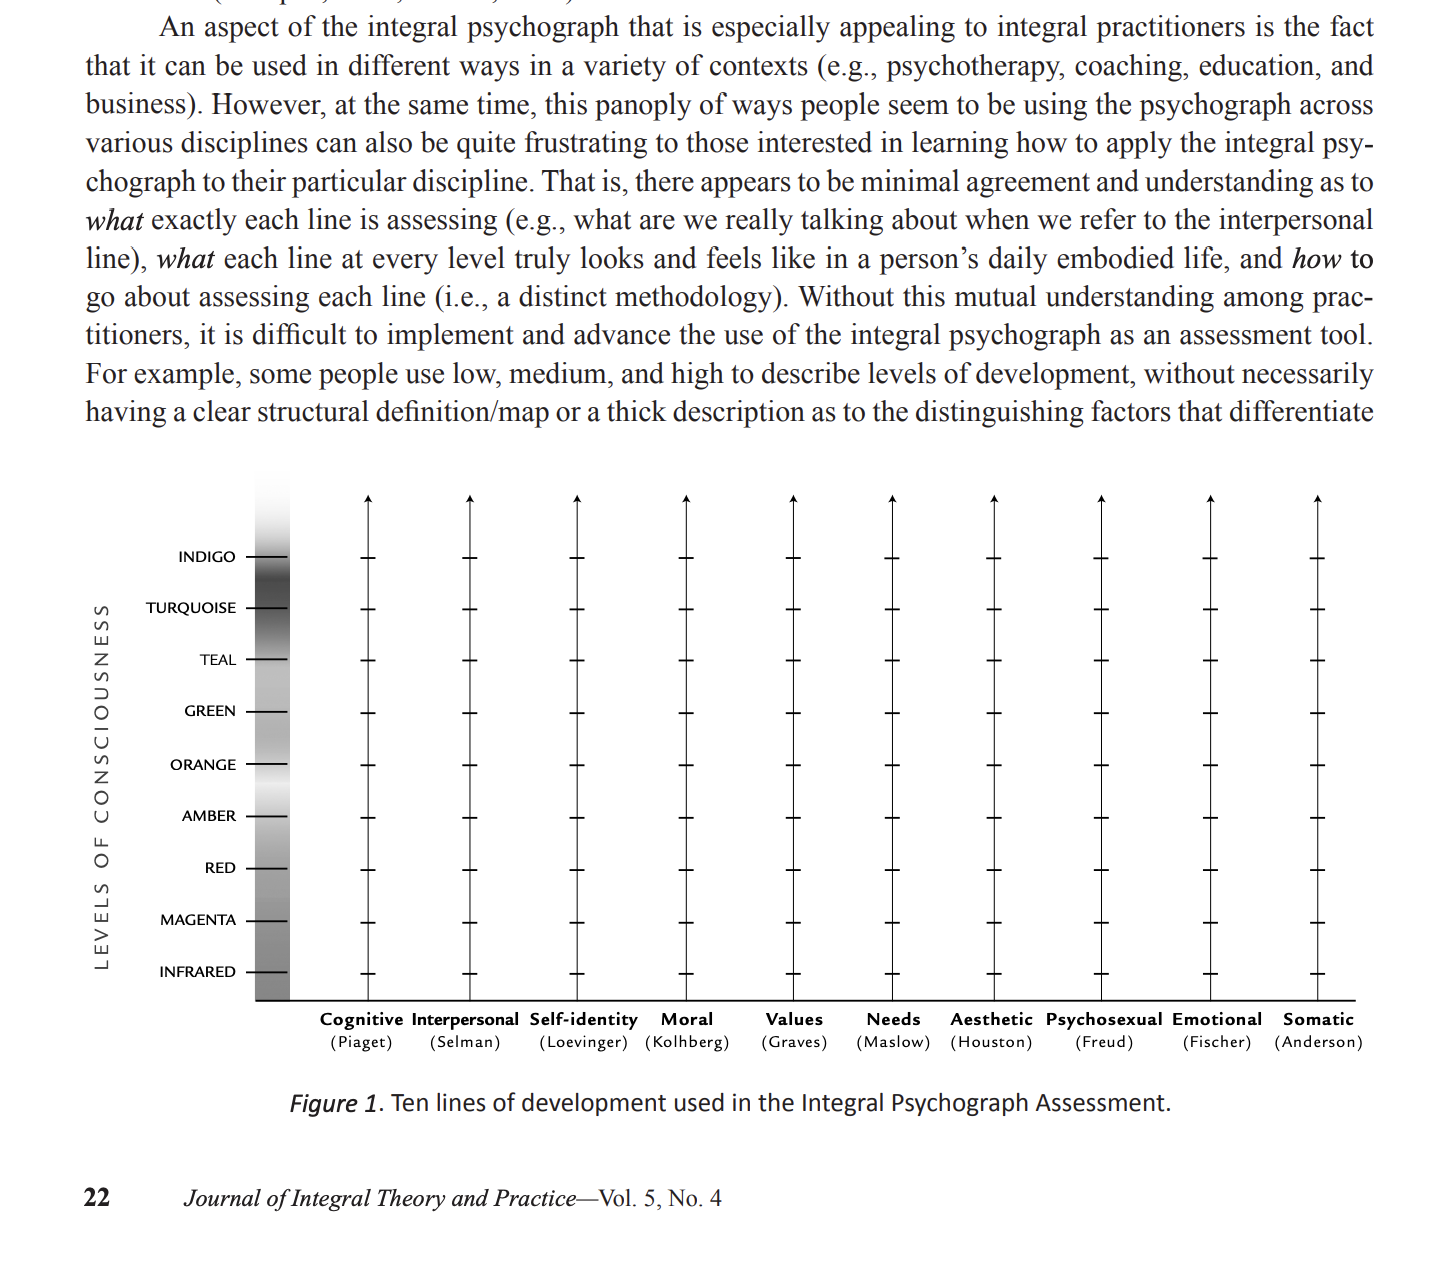 An aspect of the integral psychograph that is especially appealing to integral practitioners is the fact
that it can be used in different ways in a variety of contexts (e.g., psychotherapy, coaching, education, and
business). However, at the same time, this panoply of ways people seem to be using the psychograph across
various disciplines can also be quite frustrating to those interested in learning how to apply the integral psy-
chograph to their particular discipline. That is, there appears to be minimal agreement and understanding as to
what exactly each line is assessing (e.g., what are we really talking about when we refer to the interpersonal
line), what each line at every level truly looks and feels like in a person’s daily embodied life, and how to
go about assessing each line (i.e., a distinct methodology). Without this mutual understanding among prac-
titioners, it is difficult to implement and advance the use of the integral psychograph as an assessment tool.
For example, some people use low, medium, and high to describe levels of development, without necessarily
having a clear structural definition/map or a thick description as to the distinguishing factors that differentiate
LEVELS OF CONSCIOUSNESS
INDIGO
TURQUOISE
TEAL
GREEN
ORANGE
AMBER
RED
MAGENTA
INFRARED
Cognitive Interpersonal Self-identity Moral Values Needs Aesthetic Psychosexual Emotional Somatic
(Piaget) (Selman) (Loevinger) (Kolhberg) (Graves) (Maslow) (Houston) (Freud) (Fischer) (Anderson)
Figure 1. Ten lines of development used in the Integral Psychograph Assessment.
22 Journal of Integral Theory and Practice—Vol. 5, No. 4